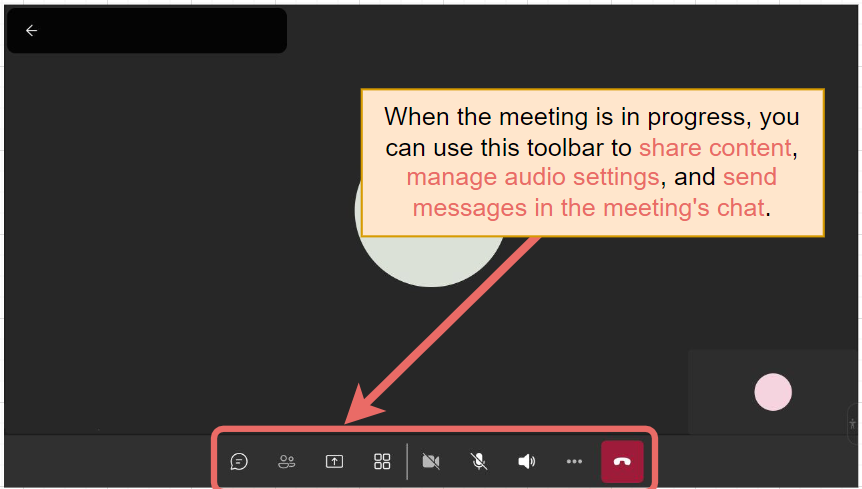 When the meeting is in progress, you
can use this toolbar to share content,
manage audio settings, and send
messages in the meeting's chat.